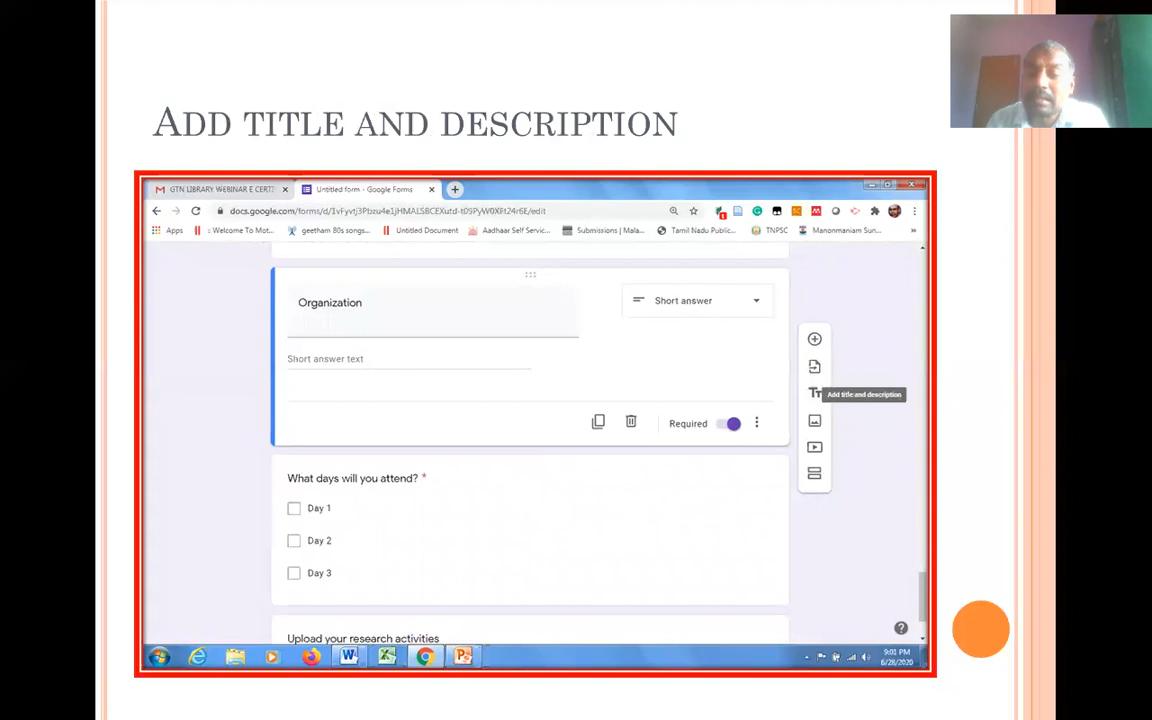 ADD TITLE AND DESCRIPTION
GTN LIBRARY WEBINAR E CERTI
Untitled form - Google Forms
Apps
: Welcome To Mot...
geetham 80s songs...
Untitled Document
Aadhaar Self Servic...
Submissions | Mala...
Tamil Nadu Public...
TNPSC
Manonmaniam Sun...
»
Organization
Short answer
Short answer text
Tт
Add title and description
Required
What days will you attend? *
Day 1
Day 2
Day 3
Upload your research activities
9:01 PM
6/28/2020